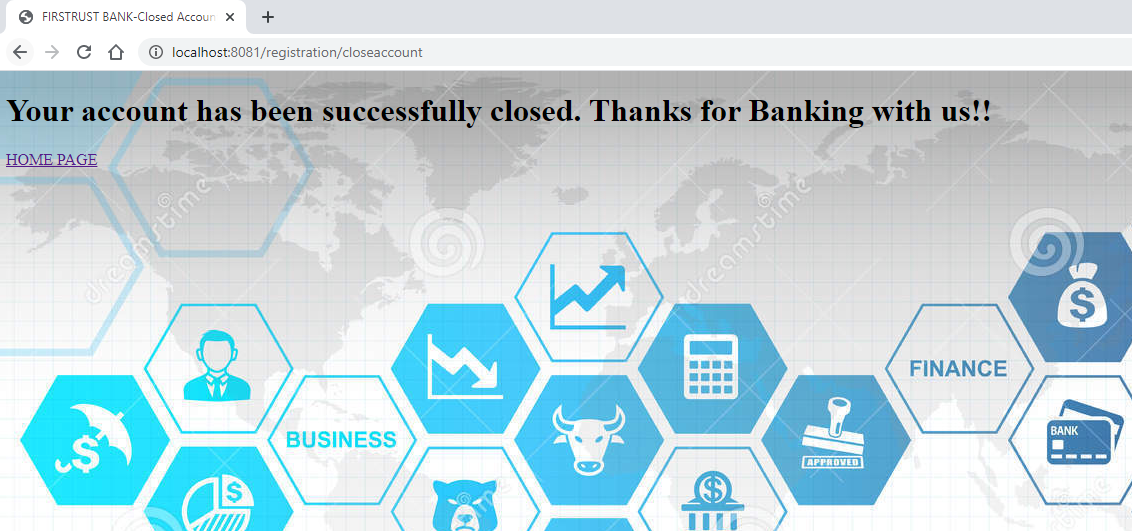 FIRSTRUST BANK-Closed Accoun
localhost:8081/registration/closeaccount
Your account has been successfully closed. Thanks for Banking with us!!
HOME PAGE
dreamstime
dreamstime
$
FINANCE
BUSINESS
BANK
$
APPROVED
$
$